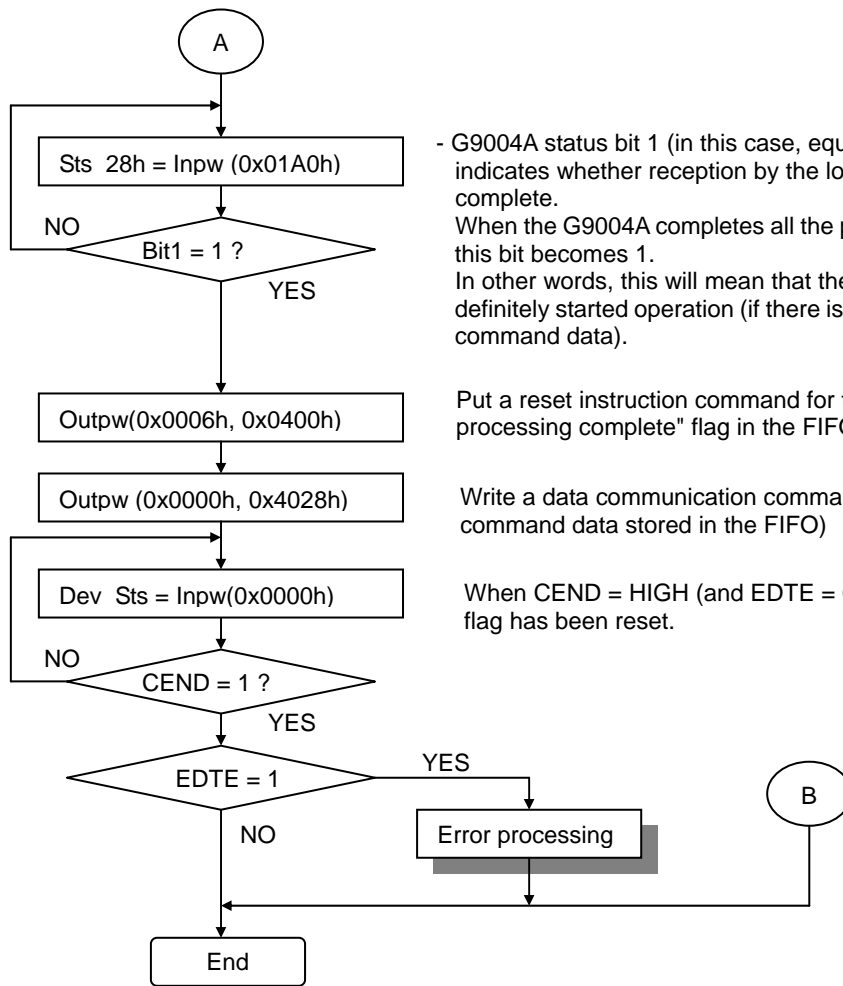 A
Sts 28h = Inpw (0x01A0h)
NO
Bit1 = 1 ?
YES
- G9004A status bit 1 (in this case, equ
indicates whether reception by the lo
complete.
When the G9004A completes all the p
this bit becomes 1.
In other words, this will mean that the
definitely started operation (if there is
command data).
Outpw(0x0006h, 0x0400h)
Put a reset instruction command for
processing complete" flag in the FIF
Outpw (0x0000h, 0x4028h)
Write a data communication comma
command data stored in the FIFO)
Dev Sts = Inpw(0x0000h)
When CEND = HIGH (and EDTE =
flag has been reset.
NO
CEND = 1 ?
YES
EDTE = 1
YES
NO
Error processing
B
End